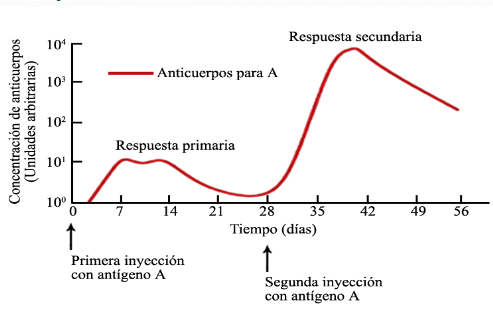 Concentración de anticuerpos
(Unidades arbitrarias)
10⁴
10³
10²
10¹
10⁰
Respuesta secundaria
Anticuerpos para A
Respuesta primaria
0 7 14 21 28 35 42 49 56
Tiempo (días)
Primera inyección
con antígeno A
Segunda inyección
con antígeno A